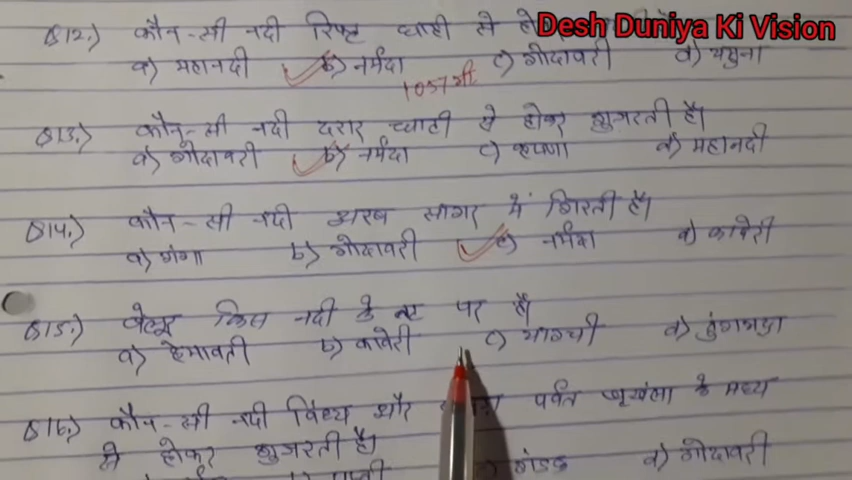 Desh Duniya Ki Vision
Q12.) कौन-सी नदी रिफ्ट घाटी से हो
a) महानदी b) नर्मदा c) गोदावरी d) यमुना
1057
Q13.) कौन-सी नदी दरार घाटी से होकर गुजरती है।
a) गोदावरी b) नर्मदा c) कृष्णा d) महानदी
Q14.) कौन-सी नदी अरब सागर में गिरती है।
a) गंगा b) गोदावरी c) नर्मदा d) कावेरी
Q15.) किस नदी के तट पर है।
a) हेमावती b) कावेरी c) d) तुंगभद्रा
Q16.) कौन-सी नदी विंध्य और पर्वत श्रृंखला के मध्य
से होकर गुजरती है।
गंडक d) गोदावरी